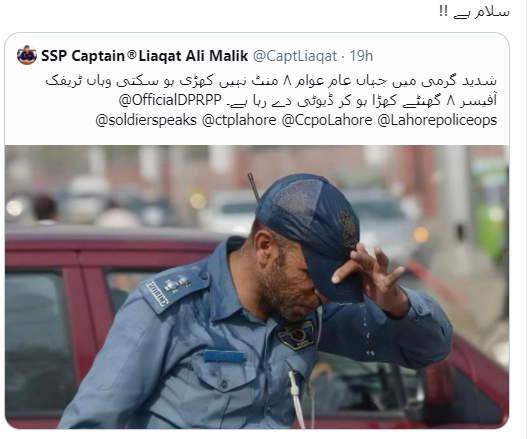 سلام ہے !!
SSP Captain®Liaqat Ali Malik @CaptLiaqat · 19h
شدید گرمی میں جہاں عام عوام ۸ منٹ نہیں کھڑی ہو سکتی وہاں ٹریفک
آفیسر ۸ گھنٹے کھڑا ہو کر ڈیوٹی دے رہا ہے۔ OfficialDPRPP@
@soldierspeaks @ctplahore @CcpoLahore @Lahorepoliceops